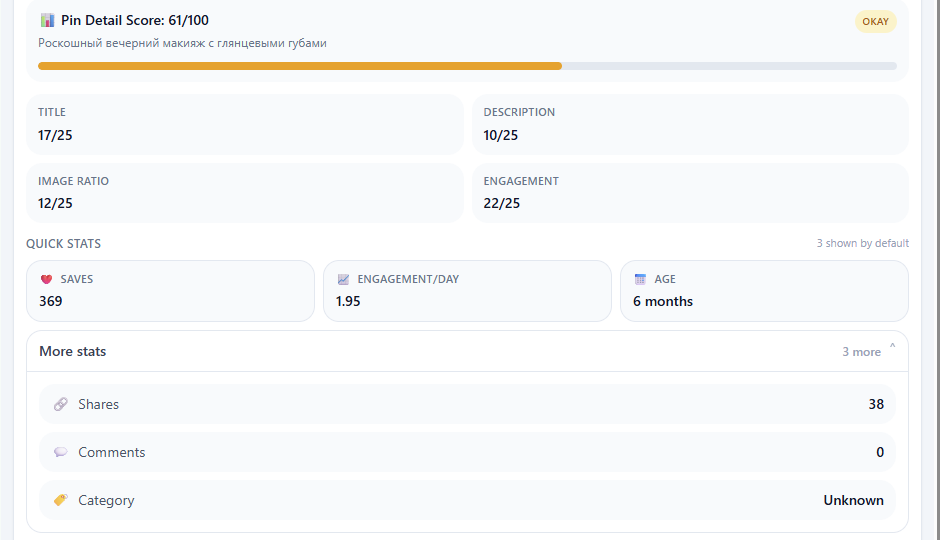 Pin Detail Score: 61/100
OKAY
Роскошный вечерний макияж с глянцевыми губами
TITLE
17/25
DESCRIPTION
10/25
IMAGE RATIO
12/25
ENGAGEMENT
22/25
QUICK STATS
3 shown by default
SAVES
369
ENGAGEMENT/DAY
1.95
AGE
6 months
More stats
3 more ^
Shares
38
Comments
0
Category
Unknown